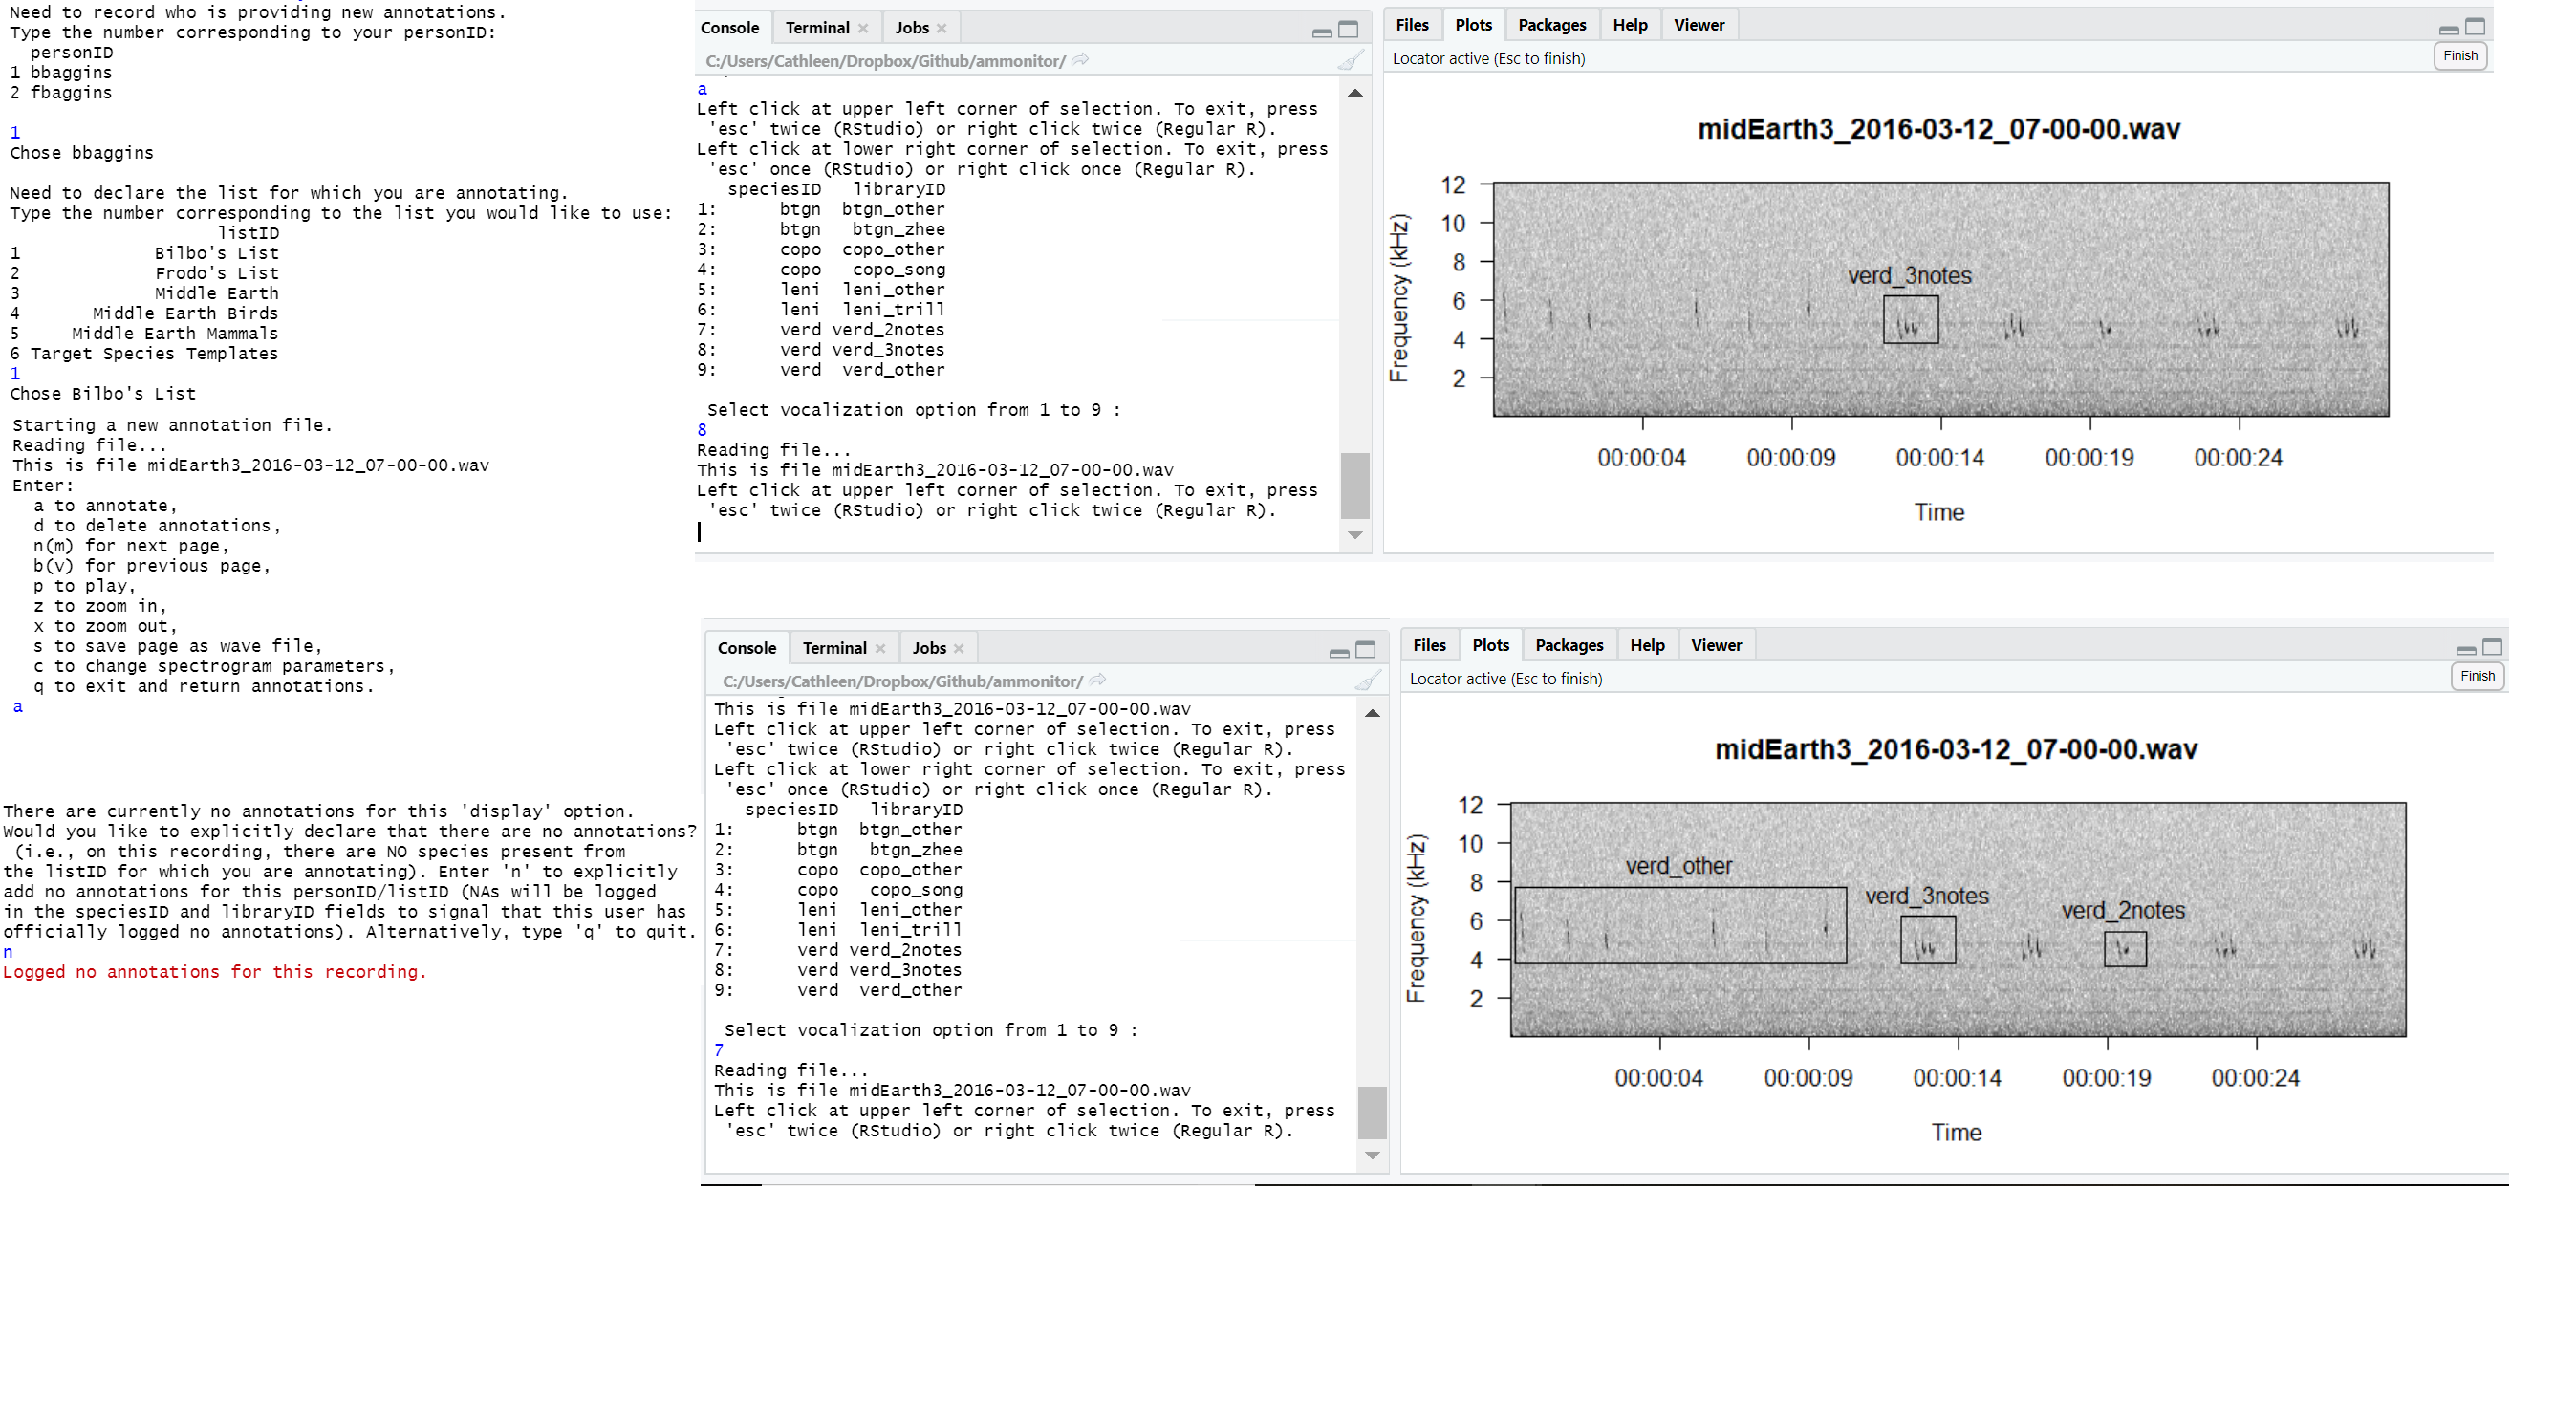 Need to record who is providing new annotations.
Type the number corresponding to your personID:
personID
1 bbaggins
2 fbaggins
1
Chose bbaggins
Need to declare the list for which you are annotating.
Type the number corresponding to the list you would like to use:
listID
1 Bilbo's List
2 Frodo's List
3 Middle Earth
4 Middle Earth Birds
5 Middle Earth Mammals
6 Target Species Templates
1
Chose Bilbo's List
Starting a new annotation file.
Reading file...
This is file midEarth3_2016-03-12_07-00-00.wav
Enter:
a to annotate,
d to delete annotations,
n(m) for next page,
b(v) for previous page,
p to play,
z to zoom in,
x to zoom out,
s to save page as wave file,
c to change spectrogram parameters,
q to exit and return annotations.
a
There are currently no annotations for this 'display' option.
Would you like to explicitly declare that there are no annotations?
(i.e., on this recording, there are NO species present from
the listID for which you are annotating). Enter 'n' to explicitly
add no annotations for this personID/listID (NAs will be logged
in the speciesID and libraryID fields to signal that this user has
officially logged no annotations). Alternatively, type 'q' to quit.
n
Logged no annotations for this recording.
Console Terminal Jobs
C:/Users/Cathleen/Dropbox/Github/ammonitor/
a
Left click at upper left corner of selection. To exit, press
'esc' twice (RStudio) or right click twice (Regular R).
Left click at lower right corner of selection. To exit, press
'esc' once (RStudio) or right click once (Regular R).
speciesID libraryID
1: btgn btgn_other
2: btgn btgn_zhee
3: copo copo_other
4: copo copo_song
5: leni leni_other
6: leni leni_trill
7: verd verd_2notes
8: verd verd_3notes
9: verd verd_other
Select vocalization option from 1 to 9 :
8
Reading file...
This is file midEarth3_2016-03-12_07-00-00.wav
Left click at upper left corner of selection. To exit, press
'esc' twice (RStudio) or right click twice (Regular R).
Files Plots Packages Help Viewer
Locator active (Esc to finish) Finish
midEarth3_2016-03-12_07-00-00.wav
Frequency (kHz)
12
10
8
6
4
2
verd_3notes
00:00:04 00:00:09 00:00:14 00:00:19 00:00:24
Time
Console Terminal Jobs
C:/Users/Cathleen/Dropbox/Github/ammonitor/
This is file midEarth3_2016-03-12_07-00-00.wav
Left click at upper left corner of selection. To exit, press
'esc' twice (RStudio) or right click twice (Regular R).
Left click at lower right corner of selection. To exit, press
'esc' once (RStudio) or right click once (Regular R).
speciesID libraryID
1: btgn btgn_other
2: btgn btgn_zhee
3: copo copo_other
4: copo copo_song
5: leni leni_other
6: leni leni_trill
7: verd verd_2notes
8: verd verd_3notes
9: verd verd_other
Select vocalization option from 1 to 9 :
7
Reading file...
This is file midEarth3_2016-03-12_07-00-00.wav
Left click at upper left corner of selection. To exit, press
'esc' twice (RStudio) or right click twice (Regular R).
Files Plots Packages Help Viewer
Locator active (Esc to finish) Finish
midEarth3_2016-03-12_07-00-00.wav
Frequency (kHz)
12
10
8
6
4
2
verd_other
verd_3notes
verd_2notes
00:00:04 00:00:09 00:00:14 00:00:19 00:00:24
Time